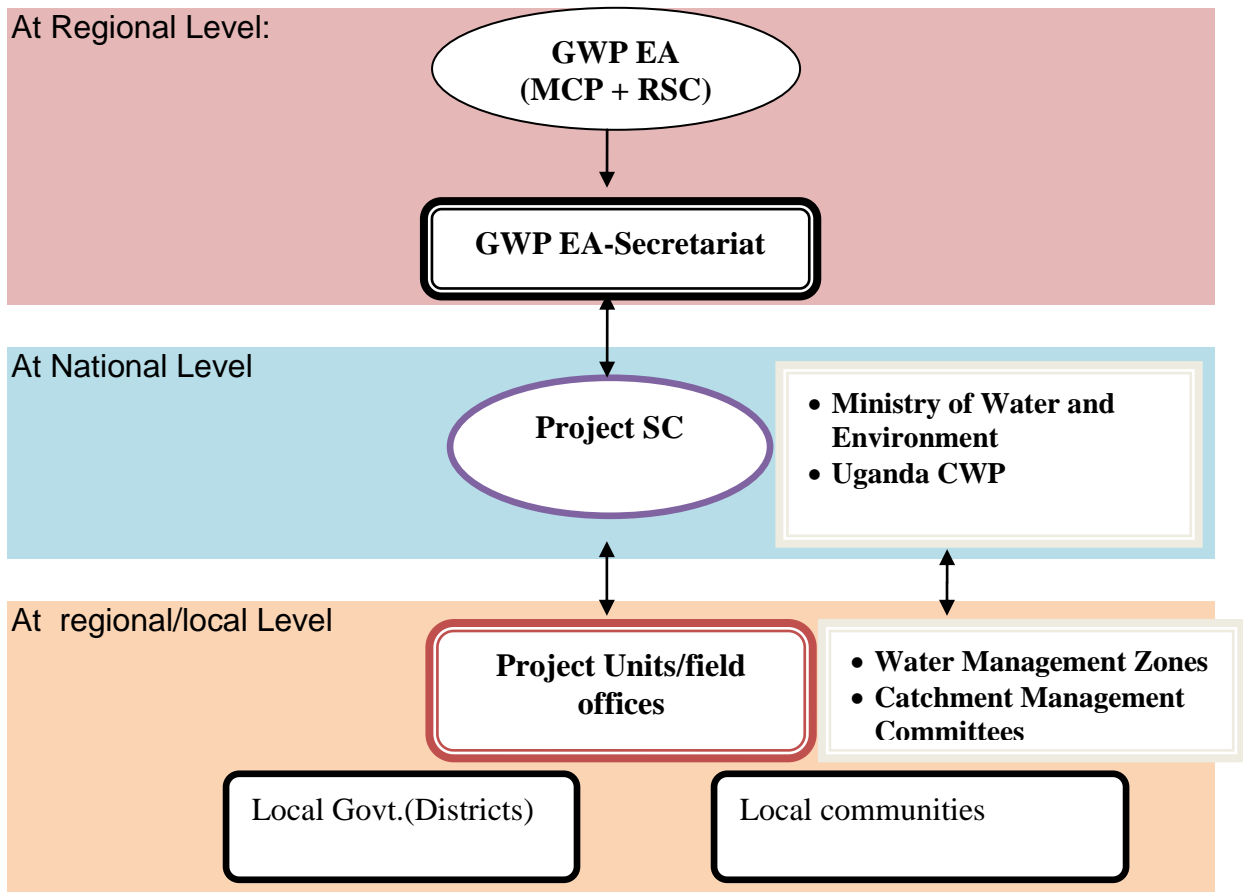 At Regional Level:
GWP EA
(MCP + RSC)
GWP EA-Secretariat
At National Level
Project SC
• Ministry of Water and
Environment
• Uganda CWP
At  regional/local Level
Project Units/field
offices
• Water Management Zones
• Catchment Management
Committees
Local Govt.(Districts)
Local communities